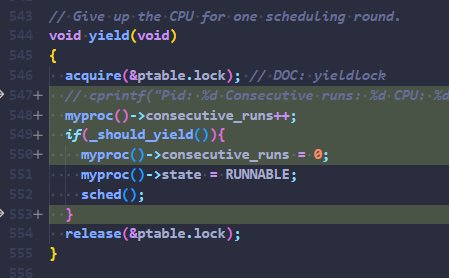 543 // Give up the CPU for one scheduling round.
544 void yield(void)
545 {
546 acquire(&ptable.lock); // DOC: yieldlock
547+ // cprintf("Pid: %d Consecutive runs: %d CPU: %d
548+ myproc()->consecutive_runs++;
549+ if(_should_yield()){
550+ myproc()->consecutive_runs = 0;
551 myproc()->state = RUNNABLE;
552 sched();
553+ }
554 release(&ptable.lock);
555 }
556